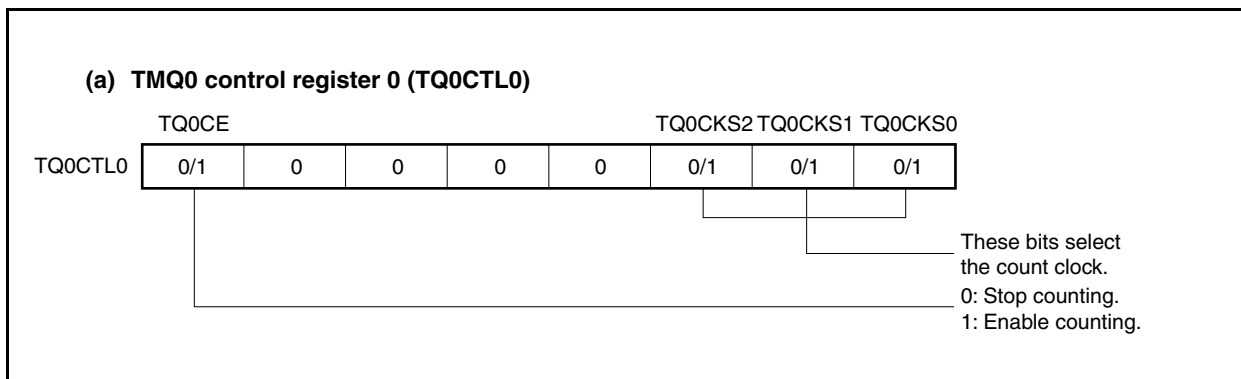 (a) TMQ0 control register 0 (TQ0CTL0)
TQ0CE TQ0CKS2 TQ0CKS1 TQ0CKS0
TQ0CTL0 0/1 0 0 0 0 0/1 0/1 0/1
These bits select
the count clock.
0: Stop counting.
1: Enable counting.